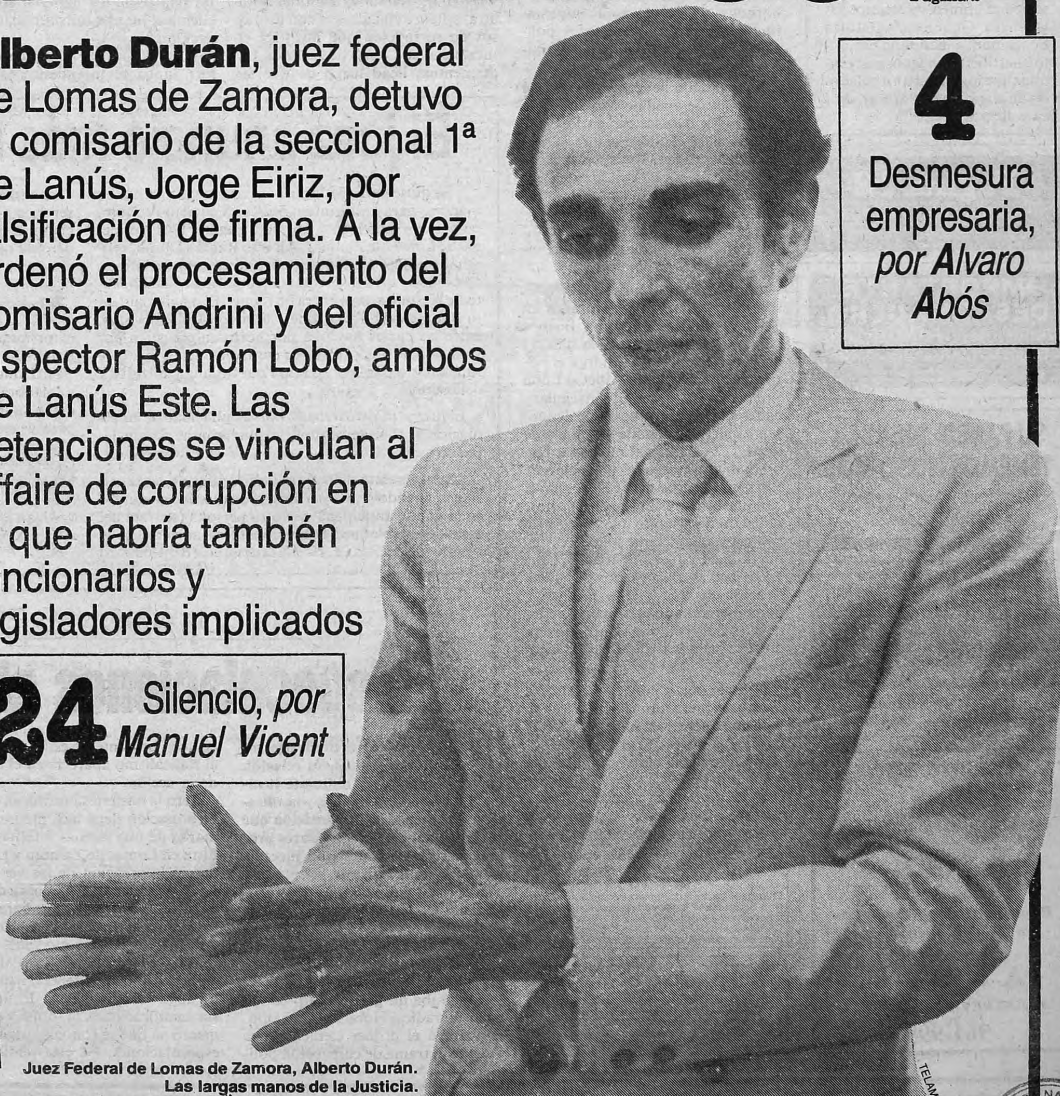 lberto Durán, juez federal
e Lomas de Zamora, detuvo
comisario de la seccional 1ª
e Lanús, Jorge Eiriz, por
lsificación de firma. A la vez,
rdenó el procesamiento del
omisario Andrini y del oficial
spector Ramón Lobo, ambos
e Lanús Este. Las
etenciones se vinculan al
ffaire de corrupción en
que habría también
ncionarios y
gisladores implicados
4
Desmesura
empresaria,
por Alvaro
Abós
24 Silencio, por
Manuel Vicent
Juez Federal de Lomas de Zamora, Alberto Durán.
Las largas manos de la Justicia.
TELAM